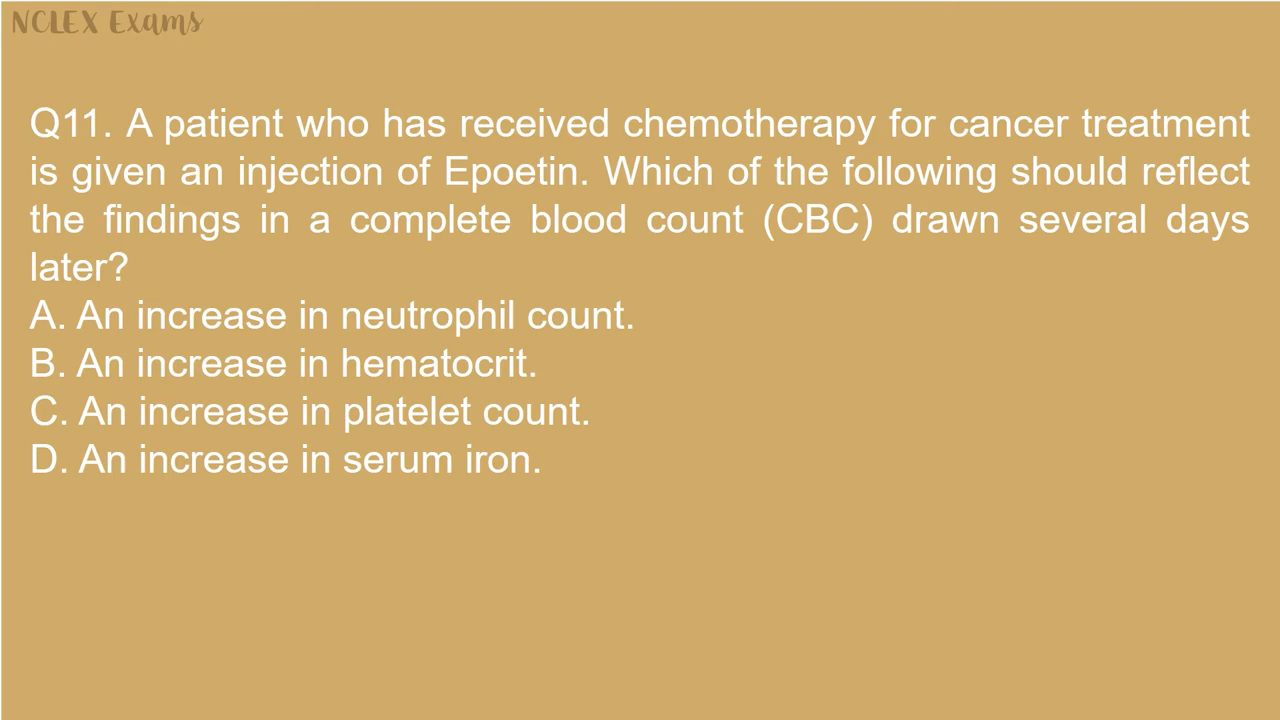 NCLEX Exams
Q11. A patient who has received chemotherapy for cancer treatment
is given an injection of Epoetin. Which of the following should reflect
the findings in a complete blood count (CBC) drawn several days
later?
A. An increase in neutrophil count.
B. An increase in hematocrit.
C. An increase in platelet count.
D. An increase in serum iron.